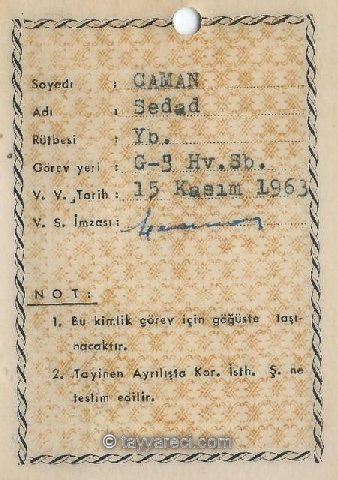 Soyadı : CAMAN
Adı : Sedad
Rütbesi : Yb.
Görev yeri : G-3 Hv.Sb.
V. V. Tarih : 15 Kasım 1963
V. S. İmzası :
NOT :
1. Bu kimlik görev için göğüste taşı-
nacaktır.
2. Tayinen Ayrılışta Kor. İsth. Ş. ne
teslim edilir.
© tayyareci.com